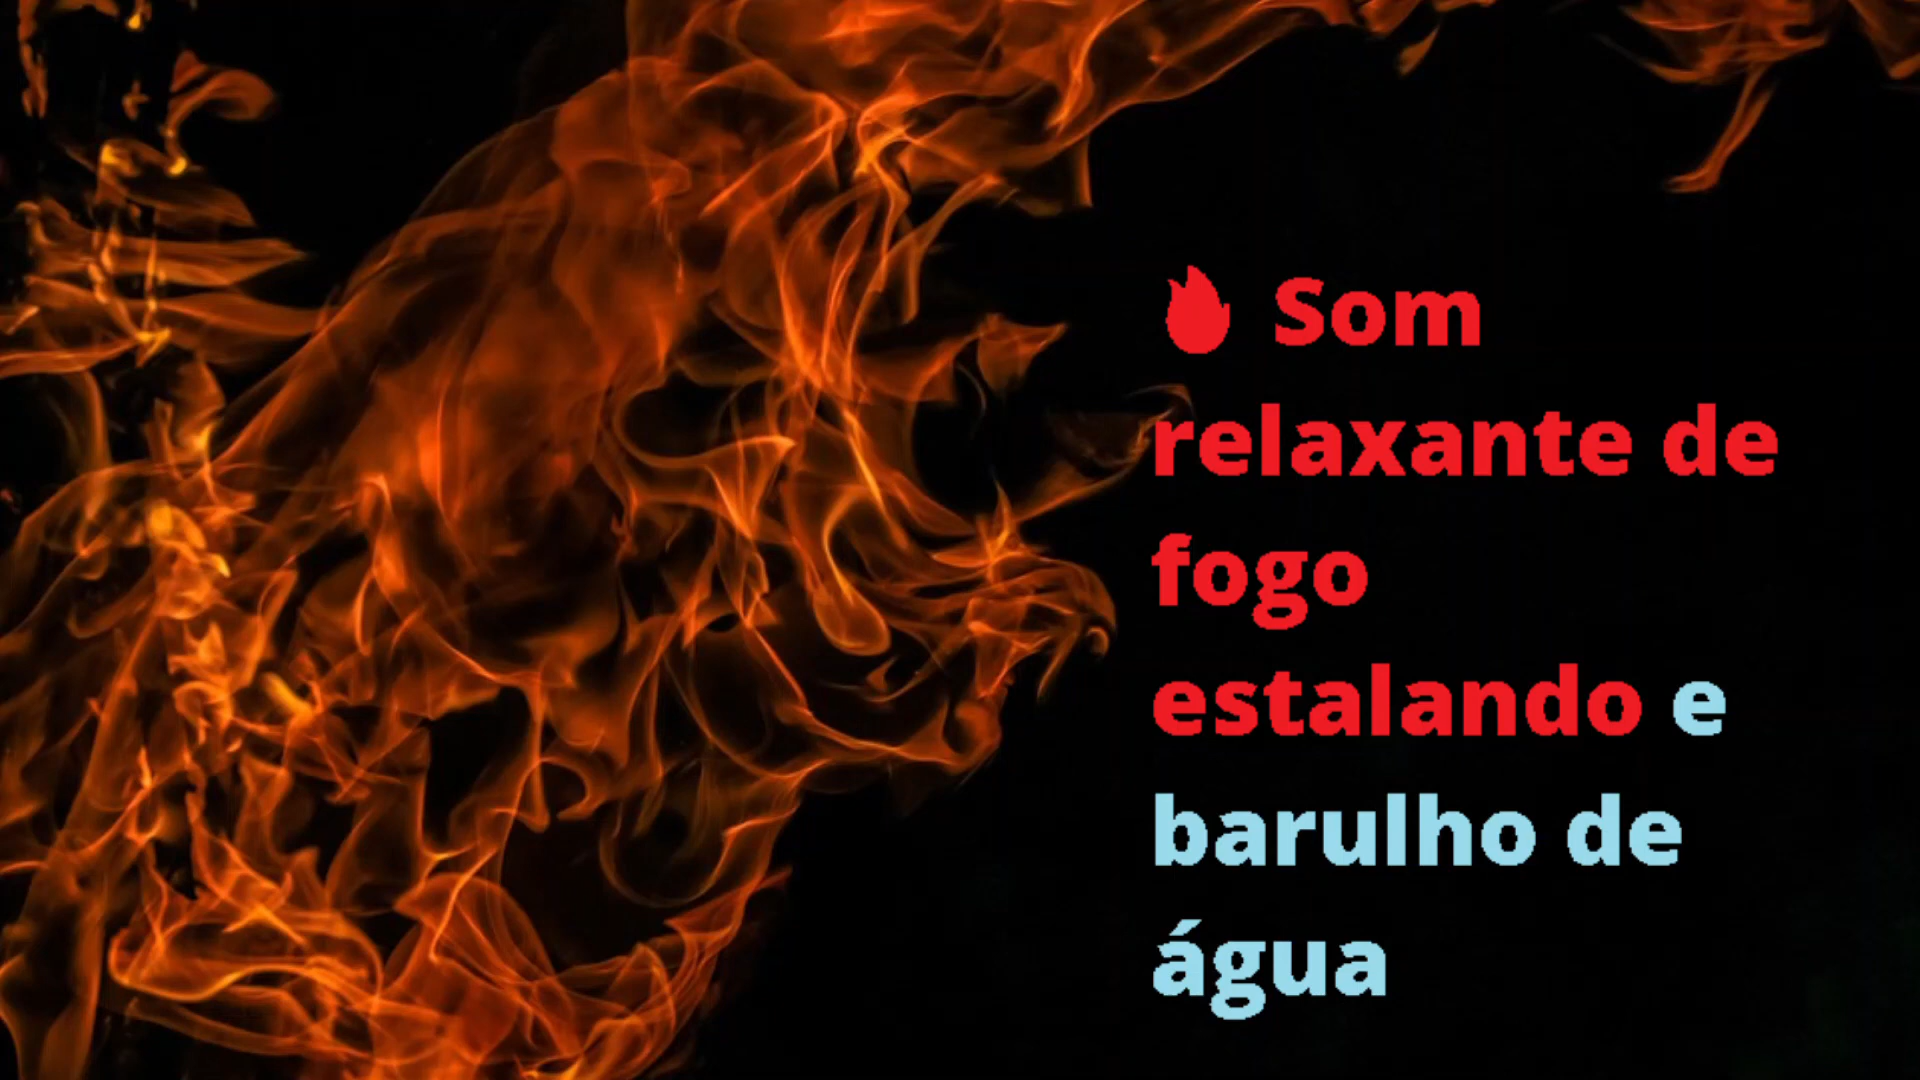 🔥 Som
relaxante de
fogo
estalando e
barulho de
água